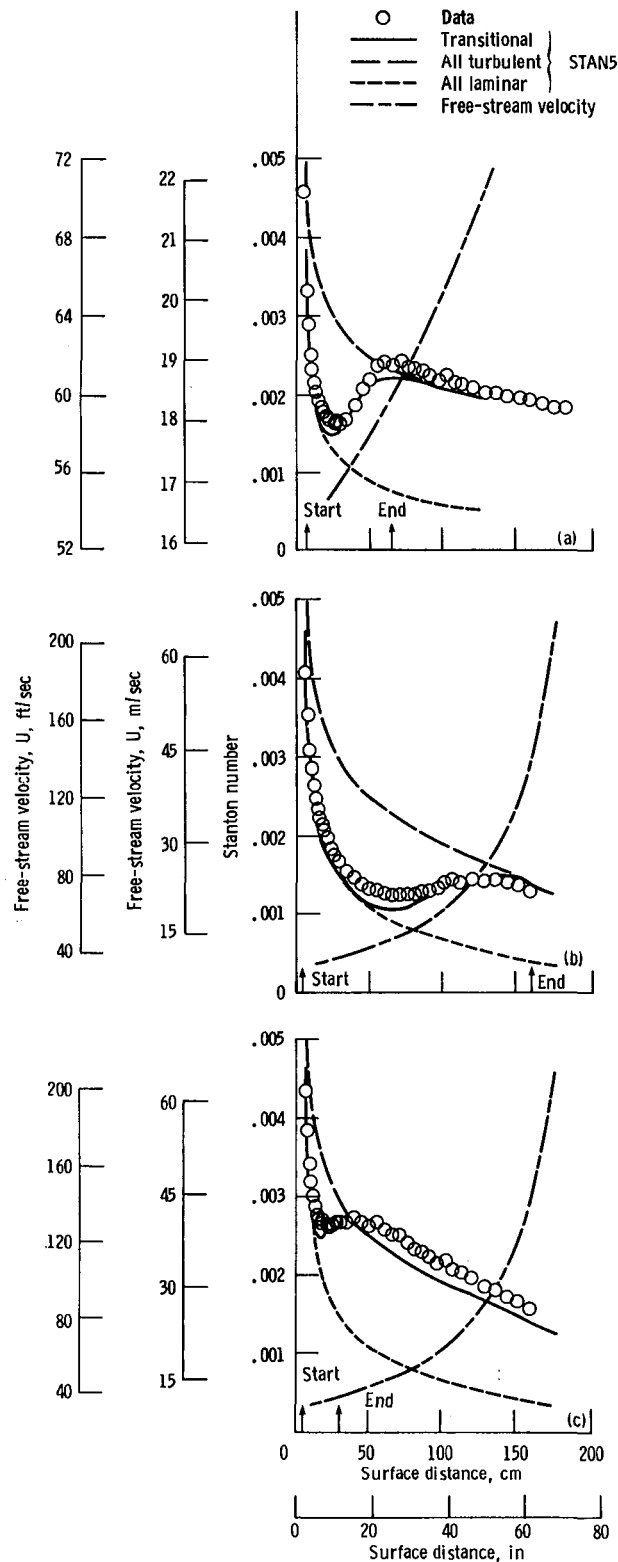 Data
Transitional
All turbulent STAN5
All laminar
Free-stream velocity
72
68
64
60
56
52
22
21
20
19
18
17
16
.005
.004
.003
.002
.001
0
Start End
(a)
200
160
120
80
40
60
45
30
15
.005
.004
.003
.002
.001
0
Free-stream velocity, U, ft/sec
Free-stream velocity, U, m/sec
Stanton number
Start End
(b)
200
160
120
80
40
60
45
30
15
.005
.004
.003
.002
.001
Start
End
(c)
0 50 100 150 200
Surface distance, cm
0 20 40 60 80
Surface distance, in